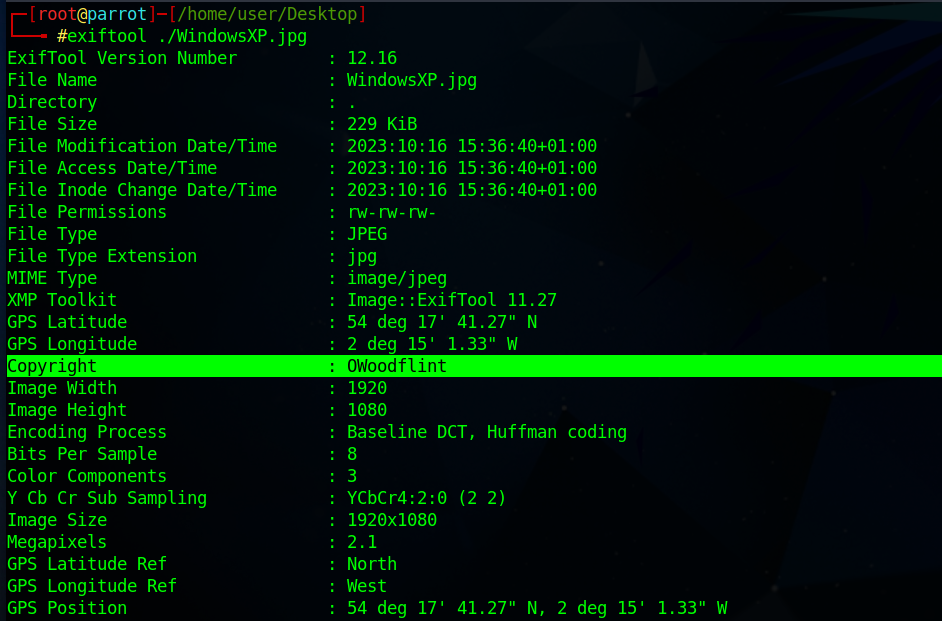 ┌─[root@parrot]─[/home/user/Desktop]
└──╼ #exiftool ./WindowsXP.jpg
ExifTool Version Number         : 12.16
File Name                       : WindowsXP.jpg
Directory                       : .
File Size                       : 229 KiB
File Modification Date/Time     : 2023:10:16 15:36:40+01:00
File Access Date/Time           : 2023:10:16 15:36:40+01:00
File Inode Change Date/Time     : 2023:10:16 15:36:40+01:00
File Permissions                : rw-rw-rw-
File Type                       : JPEG
File Type Extension             : jpg
MIME Type                       : image/jpeg
XMP Toolkit                     : Image::ExifTool 11.27
GPS Latitude                    : 54 deg 17' 41.27" N
GPS Longitude                   : 2 deg 15' 1.33" W
Copyright                       : OWoodflint
Image Width                     : 1920
Image Height                    : 1080
Encoding Process                : Baseline DCT, Huffman coding
Bits Per Sample                 : 8
Color Components                : 3
Y Cb Cr Sub Sampling            : YCbCr4:2:0 (2 2)
Image Size                      : 1920x1080
Megapixels                      : 2.1
GPS Latitude Ref                : North
GPS Longitude Ref               : West
GPS Position                    : 54 deg 17' 41.27" N, 2 deg 15' 1.33" W